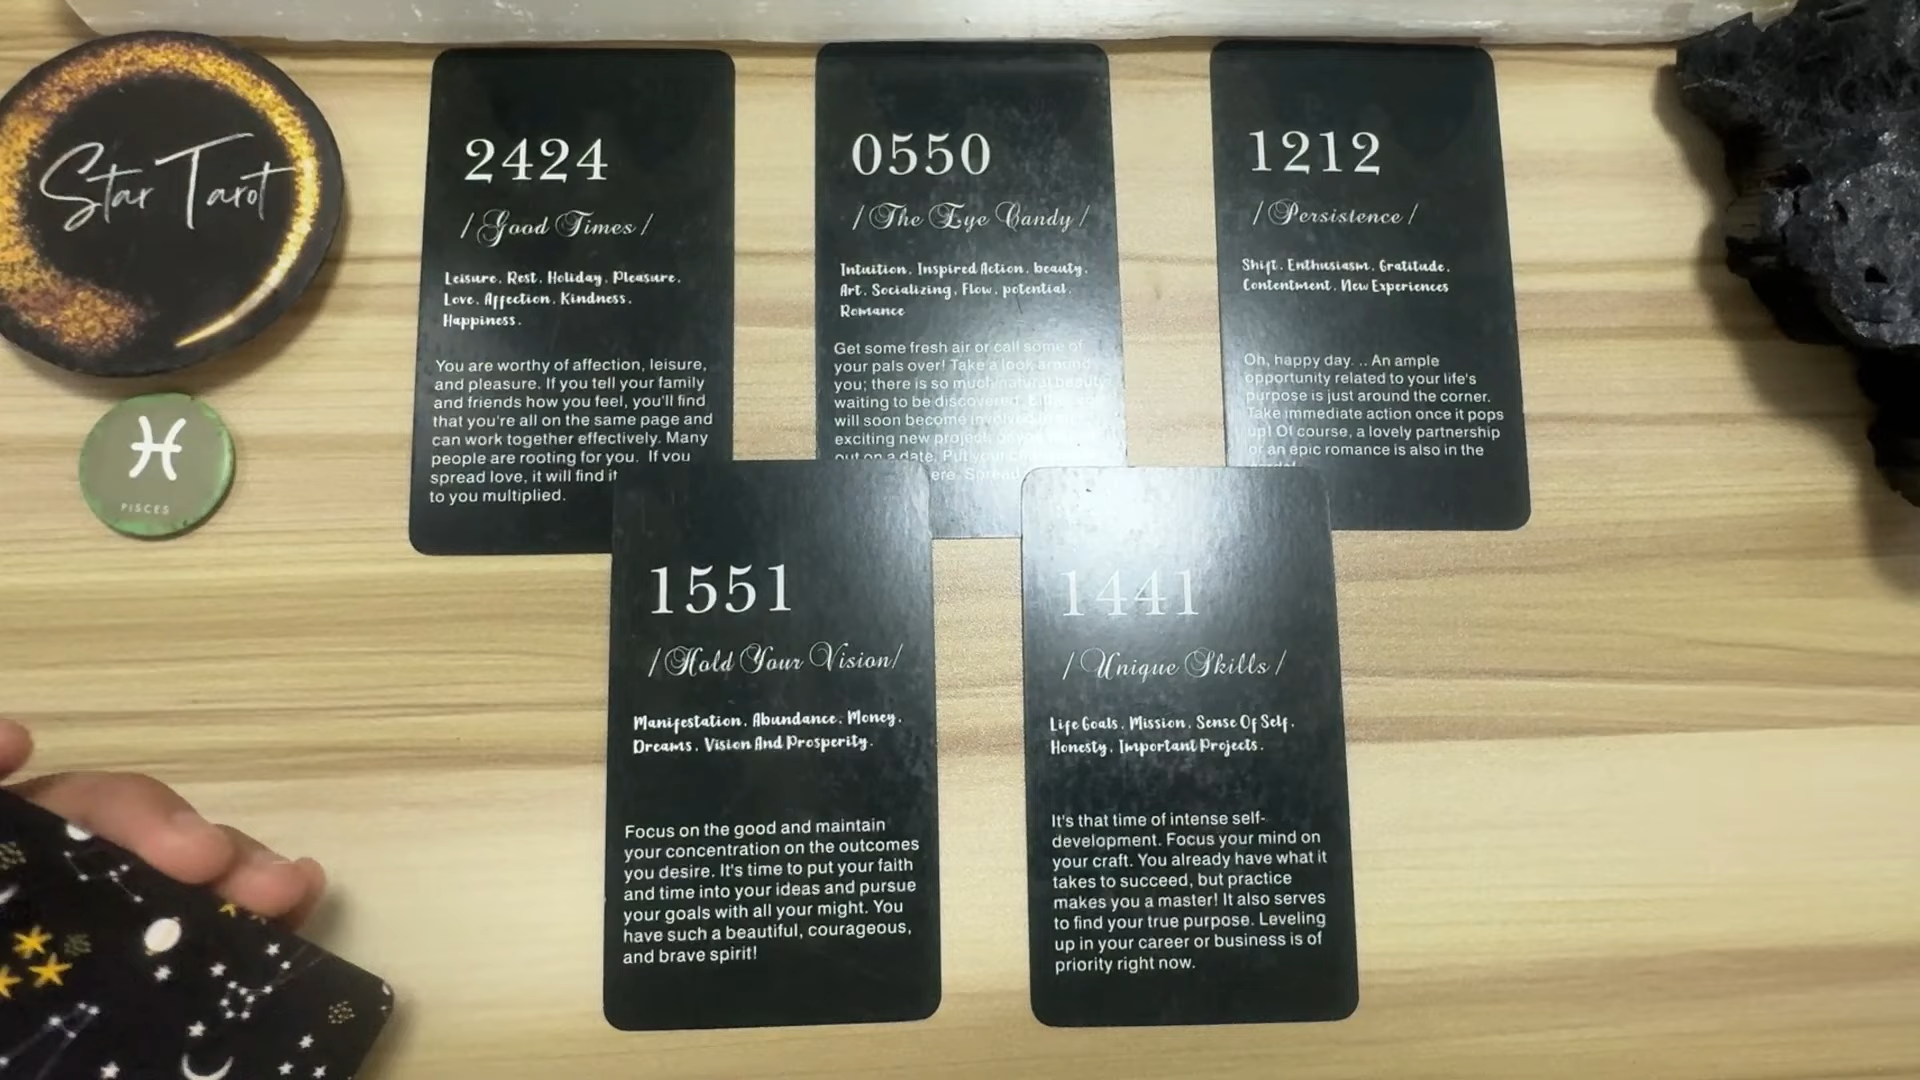 Star Tarot
PISCES
2424
/ Good Times /
Leisure, Rest, Holiday, Pleasure,
Love, Affection, Kindness,
Happiness.
You are worthy of affection, leisure,
and pleasure. If you tell your family
and friends how you feel, you'll find
that you're all on the same page and
can work together effectively. Many
people are rooting for you. If you
spread love, it will find it
to you multiplied.
0550
/ The Eye Candy /
Intuition, Inspired Action, beauty,
Art, Socializing, Flow, potential,
Romance
Get some fresh air or call some of
your pals over! Take a look around
you; there is so much natural beauty
waiting to be discovered.
will soon become involved
exciting new project,
out on a date. Put your
ere. Spread
1212
/ Persistence /
Shift, Enthusiasm, Gratitude,
Contentment, New Experiences
Oh, happy day. . . An ample
opportunity related to your life's
purpose is just around the corner.
Take immediate action once it pops
up! Of course, a lovely partnership
or an epic romance is also in the
1551
/ Hold Your Vision /
Manifestation, Abundance, Money,
Dreams, Vision And Prosperity.
Focus on the good and maintain
your concentration on the outcomes
you desire. It's time to put your faith
and time into your ideas and pursue
your goals with all your might. You
have such a beautiful, courageous,
and brave spirit!
1441
/ Unique Skills /
Life Goals, Mission, Sense Of Self,
Honesty, Important Projects.
It's that time of intense self-
development. Focus your mind on
your craft. You already have what it
takes to succeed, but practice
makes you a master! It also serves
to find your true purpose. Leveling
up in your career or business is of
priority right now.